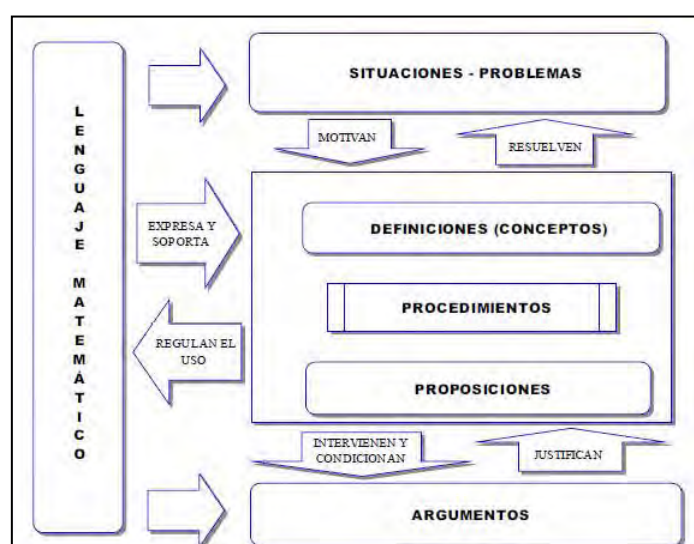 LENGUAJE MATEMÁTICO
SITUACIONES - PROBLEMAS
MOTIVAN
RESUELVEN
EXPRESA Y
SOPORTA
DEFINICIONES (CONCEPTOS)
PROCEDIMIENTOS
REGULAN EL
USO
PROPOSICIONES
INTERVIENEN Y
CONDICIONAN
JUSTIFICAN
ARGUMENTOS